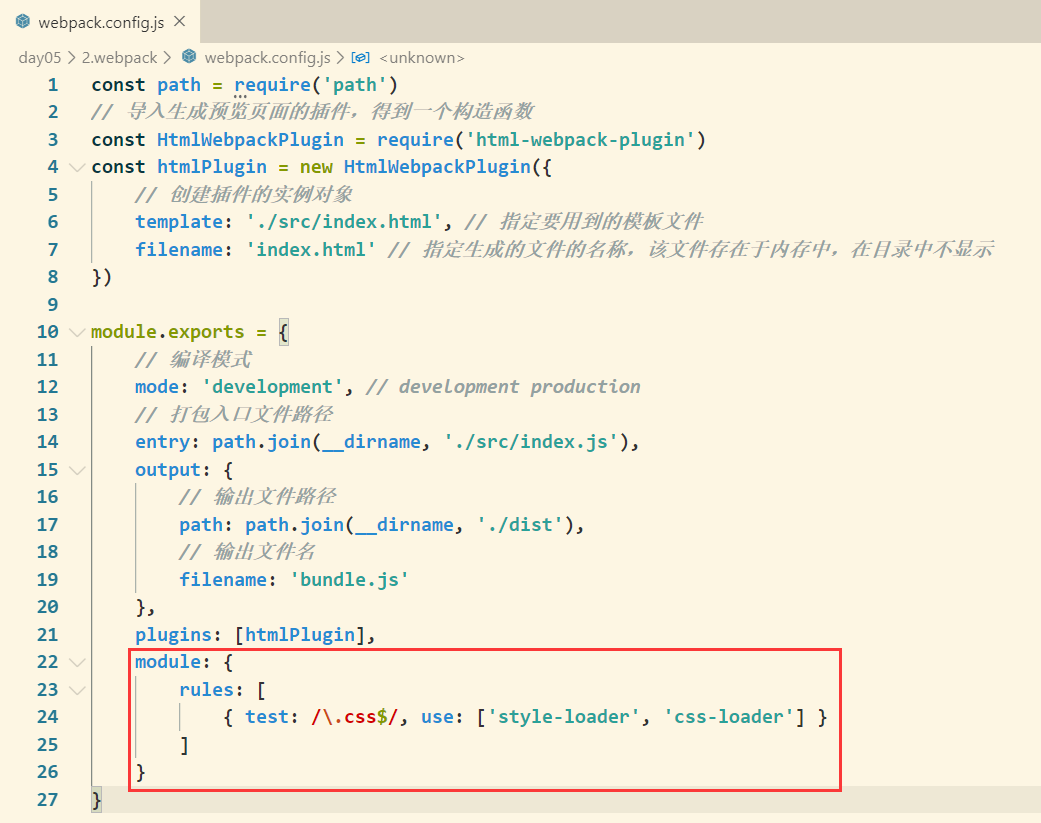 webpack.config.js
day05 > 2.webpack > webpack.config.js > <unknown>
1 const path = require('path')
2 // 导入生成预览页面的插件，得到一个构造函数
3 const HtmlWebpackPlugin = require('html-webpack-plugin')
4 const htmlPlugin = new HtmlWebpackPlugin({
5     // 创建插件的实例对象
6     template: './src/index.html', // 指定要用到的模板文件
7     filename: 'index.html' // 指定生成的文件的名称，该文件存在于内存中，在目录中不显示
8 })
9
10 module.exports = {
11     // 编译模式
12     mode: 'development', // development production
13     // 打包入口文件路径
14     entry: path.join(__dirname, './src/index.js'),
15     output: {
16         // 输出文件路径
17         path: path.join(__dirname, './dist'),
18         // 输出文件名
19         filename: 'bundle.js'
20     },
21     plugins: [htmlPlugin],
22     module: {
23         rules: [
24             { test: /\.css$/, use: ['style-loader', 'css-loader'] }
25         ]
26     }
27 }